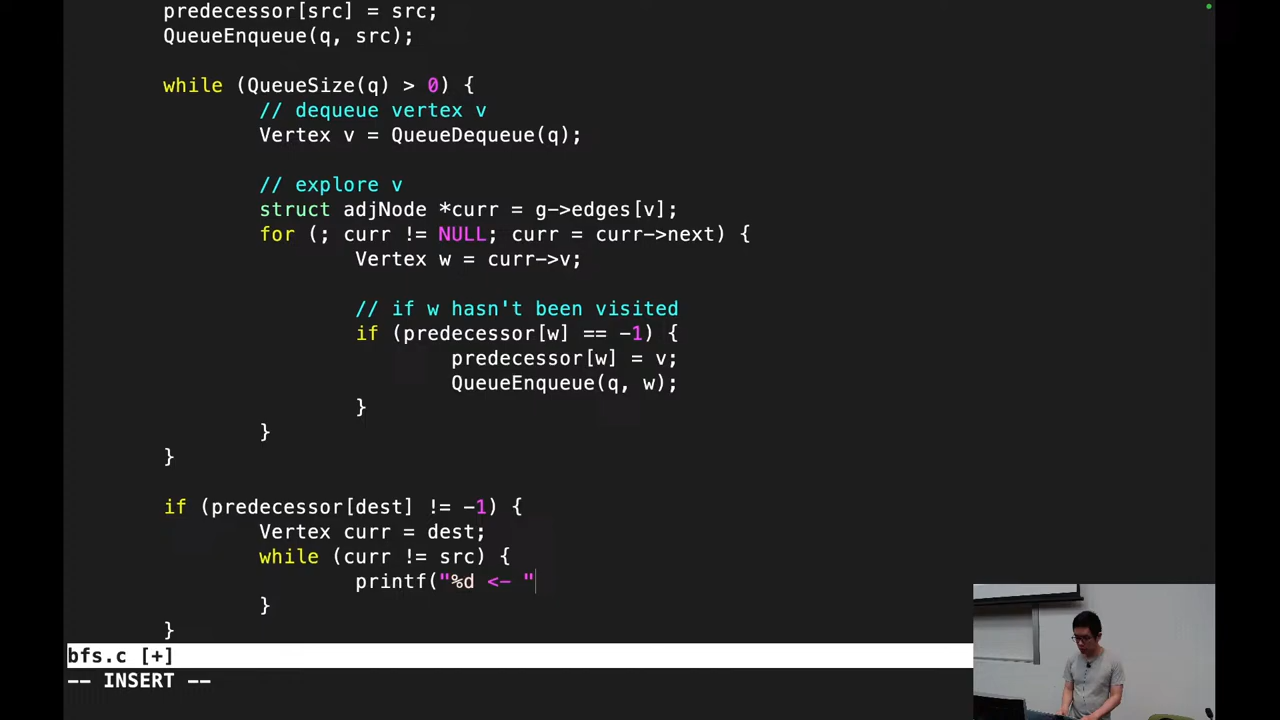 predecessor[src] = src;
QueueEnqueue(q, src);
while (QueueSize(q) > 0) {
// dequeue vertex v
Vertex v = QueueDequeue(q);
// explore v
struct adjNode *curr = g->edges[v];
for (; curr != NULL; curr = curr->next) {
Vertex w = curr->v;
// if w hasn't been visited
if (predecessor[w] == -1) {
predecessor[w] = v;
QueueEnqueue(q, w);
}
}
}
if (predecessor[dest] != -1) {
Vertex curr = dest;
while (curr != src) {
printf("%d <- "
}
}
bfs.c [+]
-- INSERT --